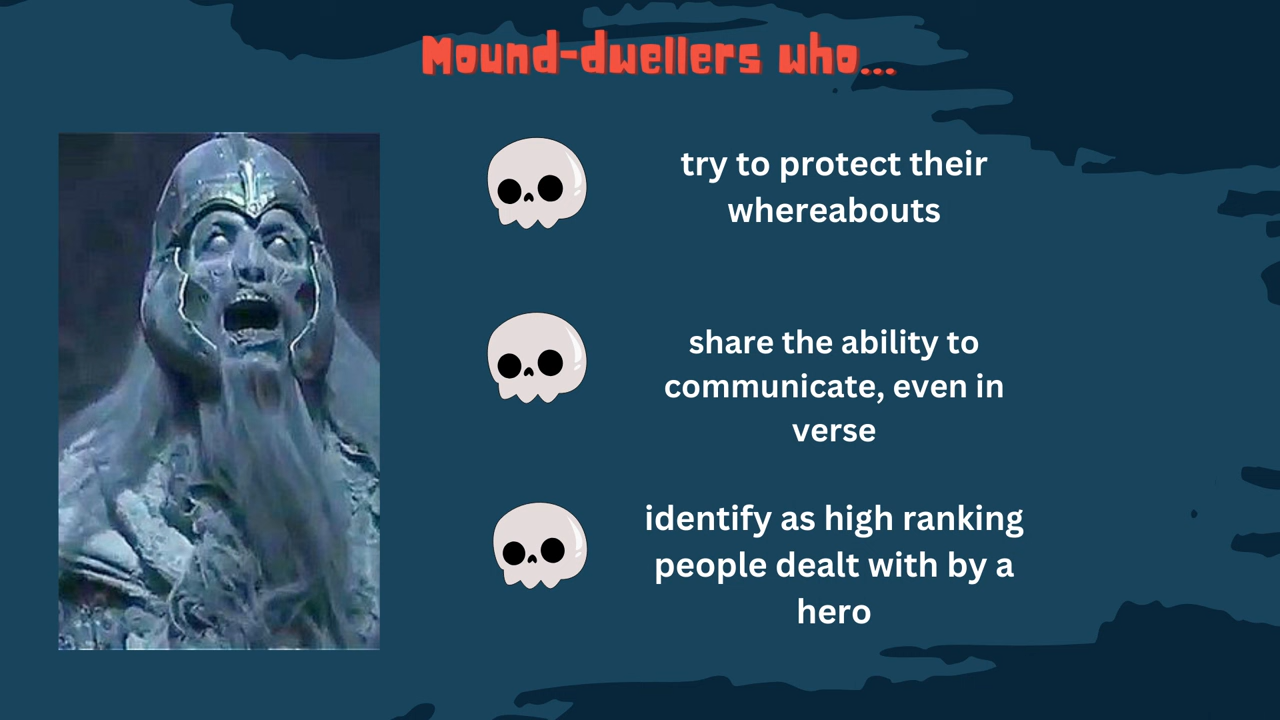 Mound-dwellers who...
try to protect their
whereabouts
share the ability to
communicate, even in
verse
identify as high ranking
people dealt with by a
hero